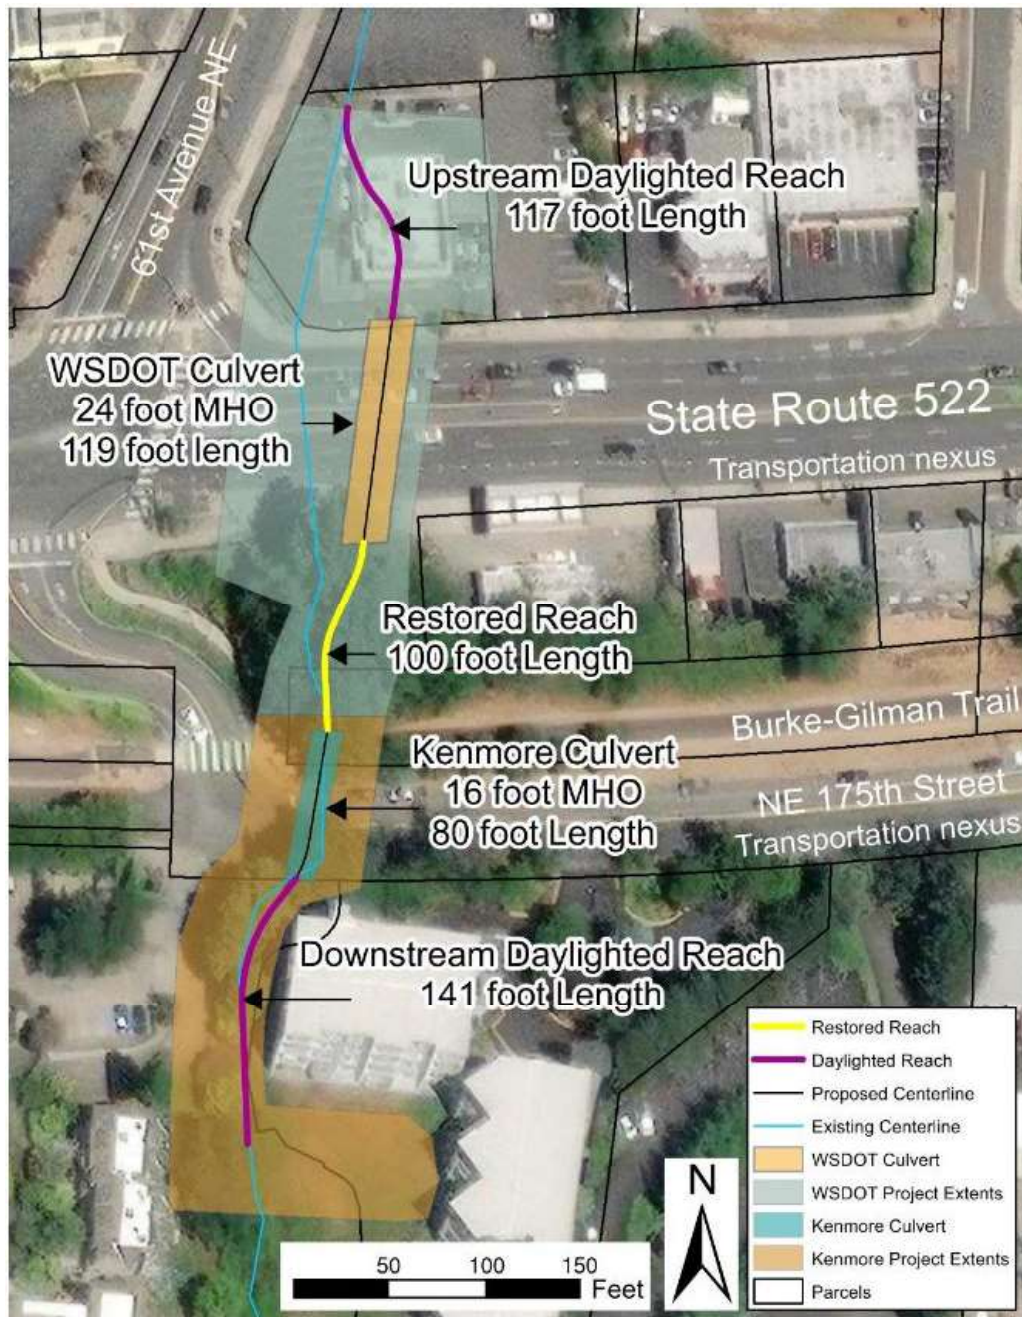 61st Avenue NE
Upstream Daylighted Reach
117 foot Length
WSDOT Culvert
24 foot MHO
119 foot length
State Route 522
Transportation nexus
Restored Reach
100 foot Length
Burke-Gilman Trail
Kenmore Culvert
16 foot MHO
80 foot Length
NE 175th Street
Transportation nexus
Downstream Daylighted Reach
141 foot Length
Restored Reach
Daylighted Reach
Proposed Centerline
Existing Centerline
WSDOT Culvert
WSDOT Project Extents
Kenmore Culvert
Kenmore Project Extents
Parcels
N
50 100 150
Feet